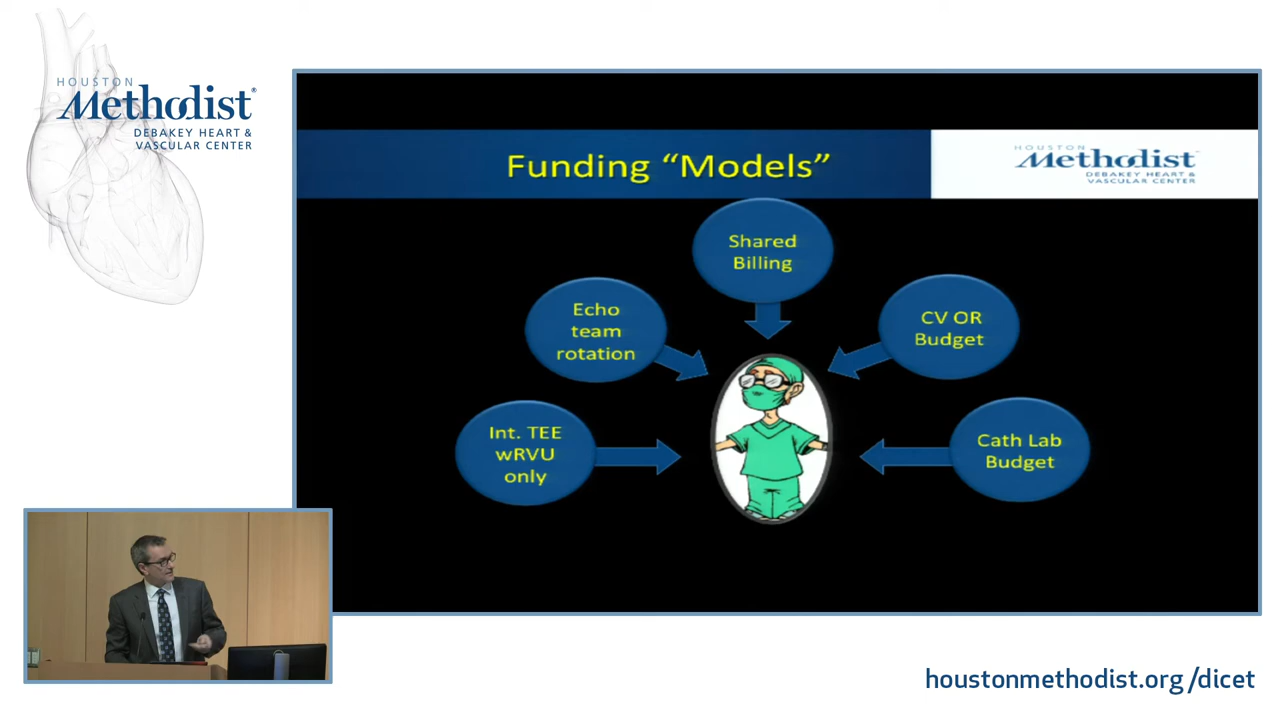 HOUSTON
Methodist®
DEBAKEY HEART &
VASCULAR CENTER
Funding “Models”
HOUSTON
Methodist
DEBAKEY HEART &
VASCULAR CENTER
Shared
Billing
Echo
team
rotation
CV OR
Budget
Int. TEE
wRVU
only
Cath Lab
Budget
houstonmethodist.org/dicet